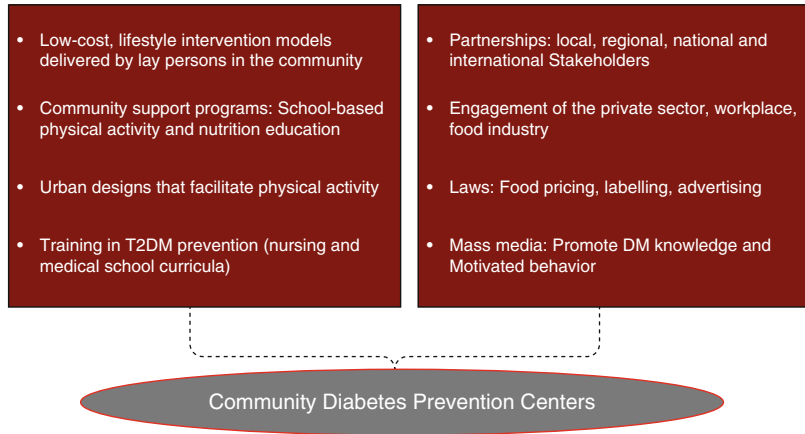 • Low-cost, lifestyle intervention models
delivered by lay persons in the community
• Community support programs: School-based
physical activity and nutrition education
• Urban designs that facilitate physical activity
• Training in T2DM prevention (nursing and
medical school curricula)
• Partnerships: local, regional, national and
international Stakeholders
• Engagement of the private sector, workplace,
food industry
• Laws: Food pricing, labelling, advertising
• Mass media: Promote DM knowledge and
Motivated behavior
Community Diabetes Prevention Centers